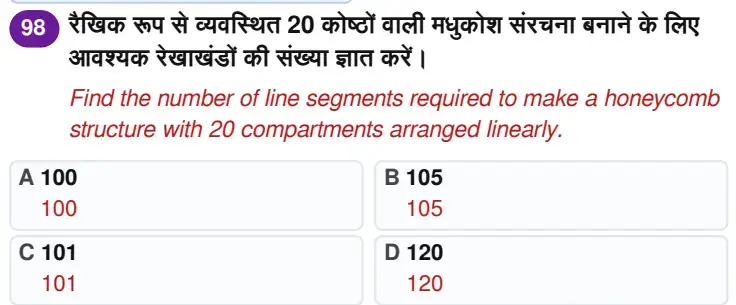 98 रैखिक रूप से व्यवस्थित 20 कोष्ठों वाली मधुकोश संरचना बनाने के लिए
आवश्यक रेखाखंडों की संख्या ज्ञात करें।
Find the number of line segments required to make a honeycomb
structure with 20 compartments arranged linearly.
A 100
100
B 105
105
C 101
101
D 120
120